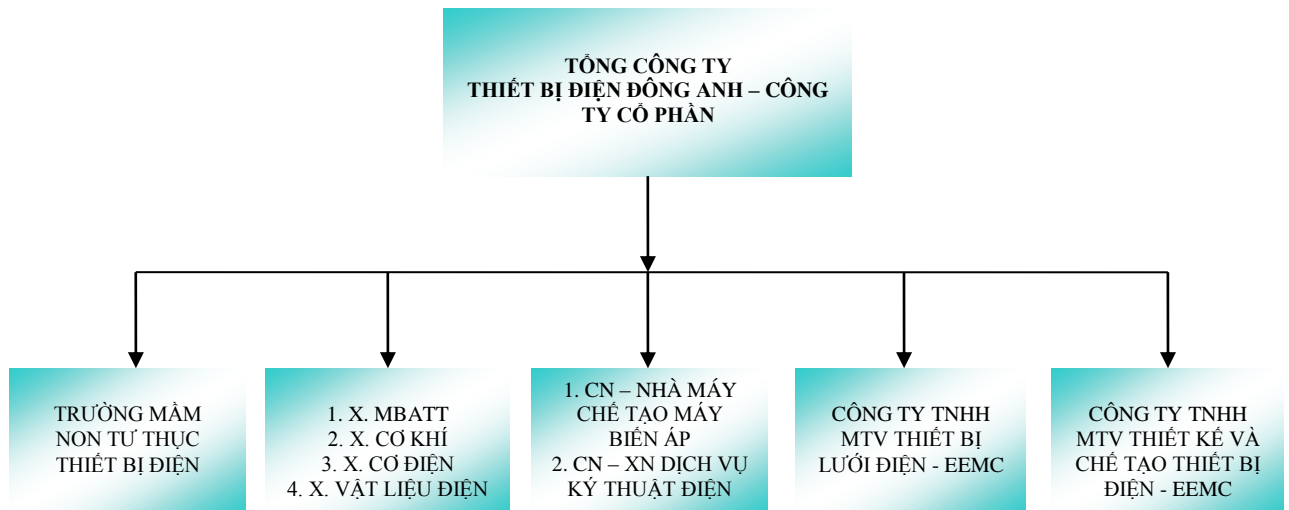 TỔNG CÔNG TY
THIẾT BỊ ĐIỆN ĐÔNG ANH – CÔNG
TY CỔ PHẦN
TRƯỜNG MẦM
NON TƯ THỤC
THIẾT BỊ ĐIỆN
1. X. MBATT
2. X. CƠ KHÍ
3. X. CƠ ĐIỆN
4. X. VẬT LIỆU ĐIỆN
1. CN – NHÀ MÁY
CHẾ TẠO MÁY
BIẾN ÁP
2. CN – XN DỊCH VỤ
KỸ THUẬT ĐIỆN
CÔNG TY TNHH
MTV THIẾT BỊ
LƯỚI ĐIỆN - EEMC
CÔNG TY TNHH
MTV THIẾT KẾ VÀ
CHẾ TẠO THIẾT BỊ
ĐIỆN - EEMC